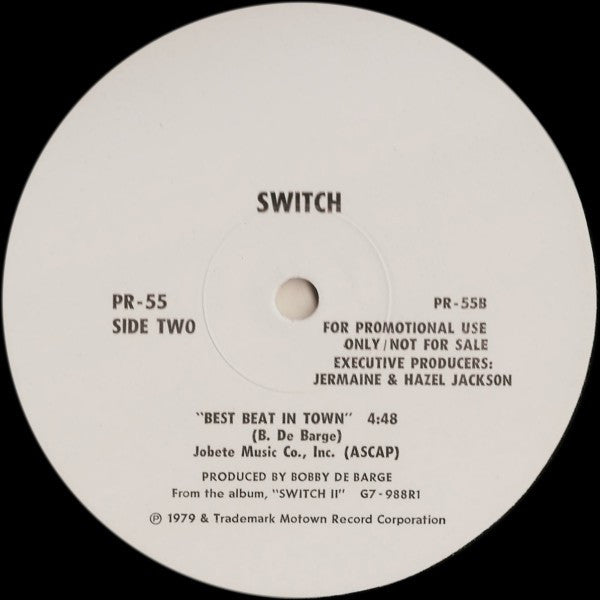 SWITCH
PR-55
SIDE TWO
PR-55B
FOR PROMOTIONAL USE
ONLY/NOT FOR SALE
EXECUTIVE PRODUCERS:
JERMAINE & HAZEL JACKSON
"BEST BEAT IN TOWN" 4:48
(B. De Barge)
Jobete Music Co., Inc. (ASCAP)
PRODUCED BY BOBBY DE BARGE
From the album, "SWITCH II" G7-988R1
℗ 1979 & Trademark Motown Record Corporation